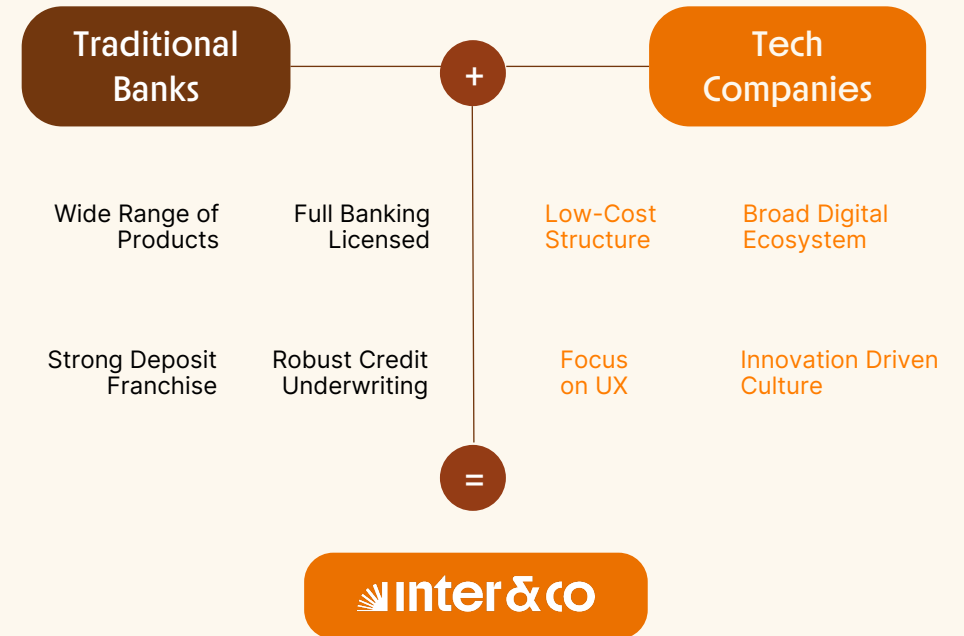 Traditional
Banks
+
Tech
Companies
Wide Range of
Products
Full Banking
Licensed
Low-Cost
Structure
Broad Digital
Ecosystem
Strong Deposit
Franchise
Robust Credit
Underwriting
Focus
on UX
Innovation Driven
Culture
=
inter&co